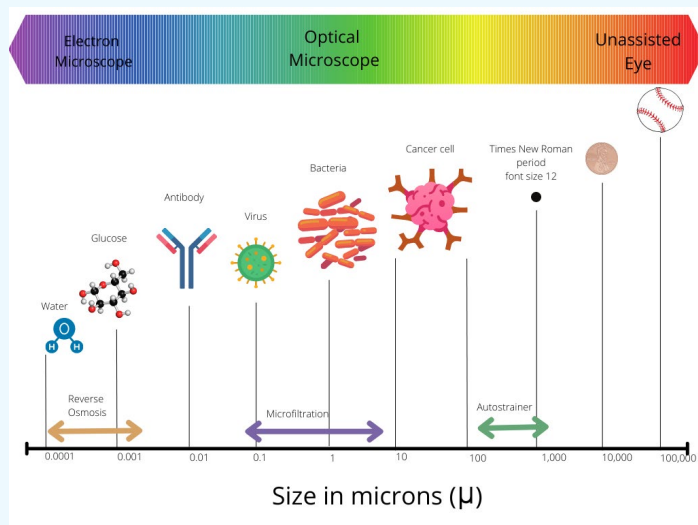 Electron
Microscope
Optical
Microscope
Unassisted
Eye
Cancer cell
Times New Roman
period
font size 12
Bacteria
Antibody
Virus
Glucose
Water
O
H H
Reverse
Osmosis
Microfiltration
Autostrainer
0.0001 0.001 0.01 0.1 1 10 100 1,000 10,000 100,000
Size in microns (μ)